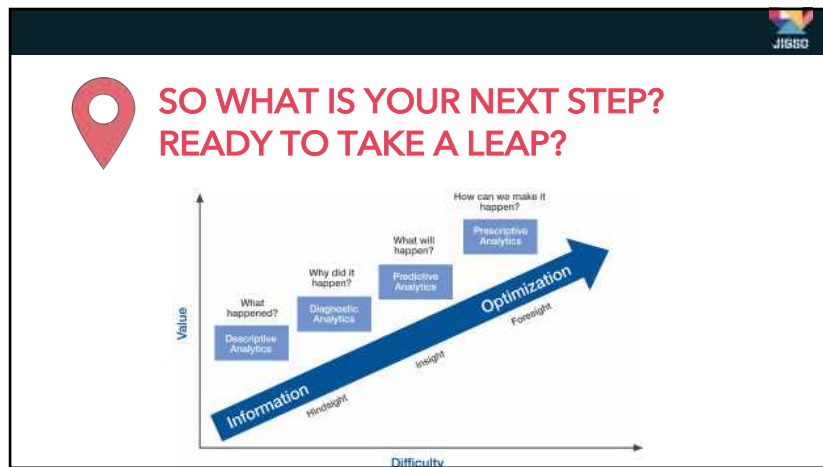 JIGSO
SO WHAT IS YOUR NEXT STEP?
READY TO TAKE A LEAP?
How can we make it
happen?
Prescriptive
Analytics
What will
happen?
Predictive
Analytics
Why did it
happen?
Diagnostic
Analytics
What
happened?
Descriptive
Analytics
Value
Information
Optimization
Hindsight
Insight
Foresight
Difficulty